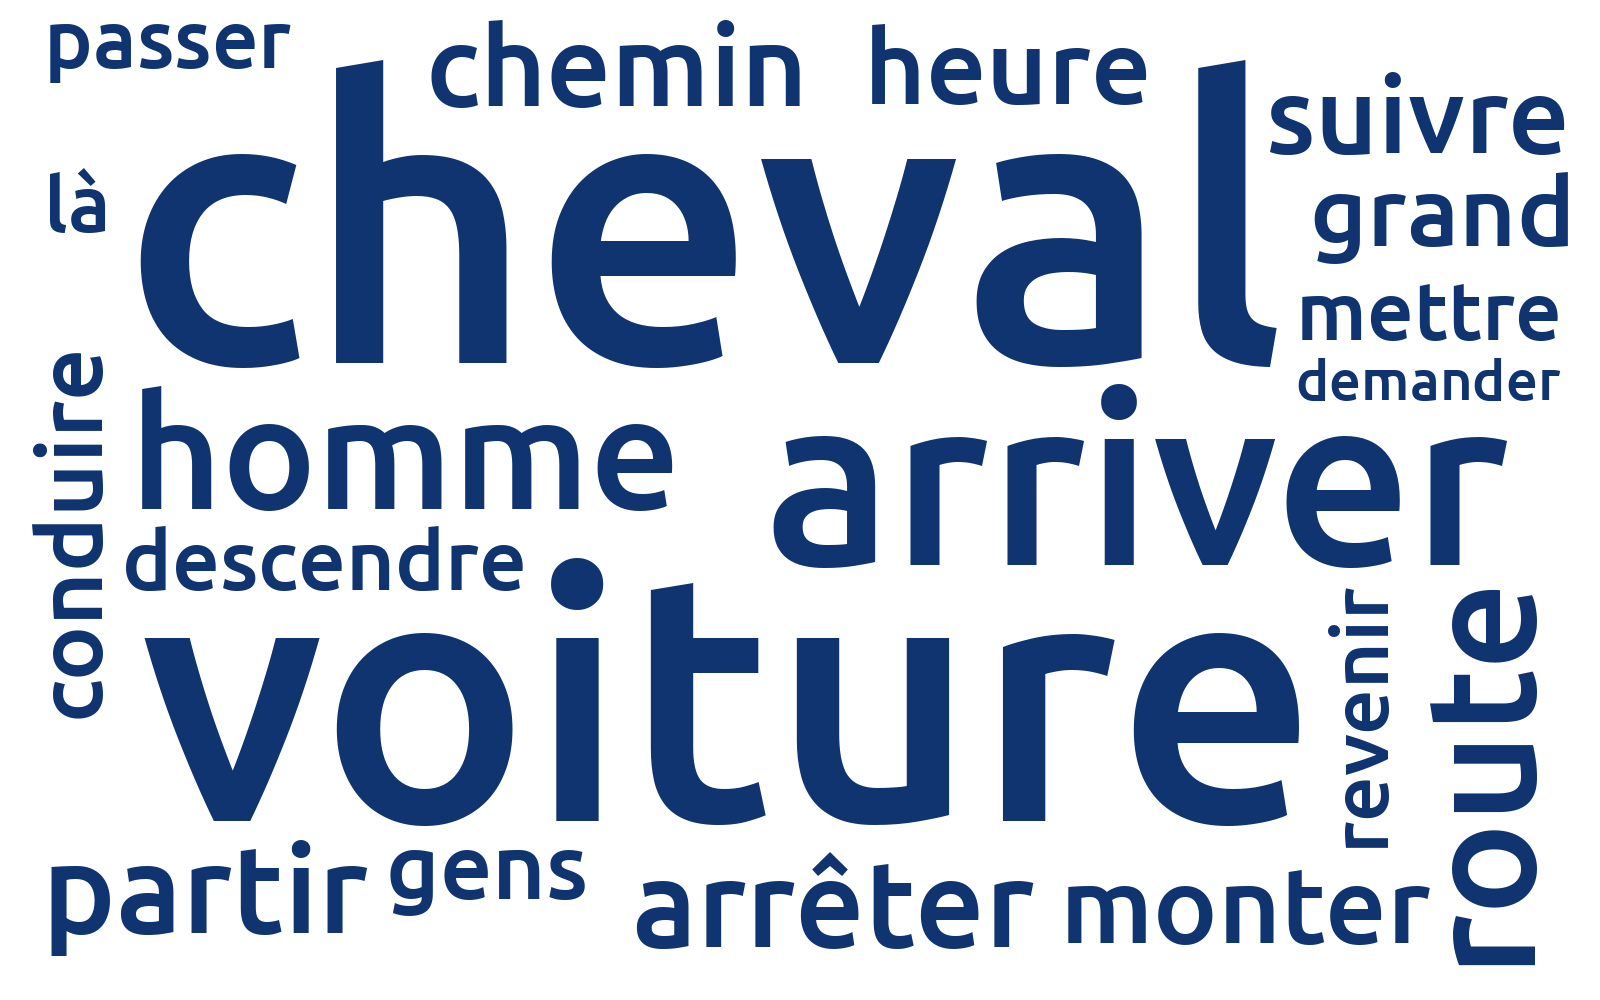 passer
chemin
heure
suivre
là
cheval
grand
mettre
demander
conduire
homme
arriver
descendre
voiture
revenir
route
partir
gens
arrêter
monter